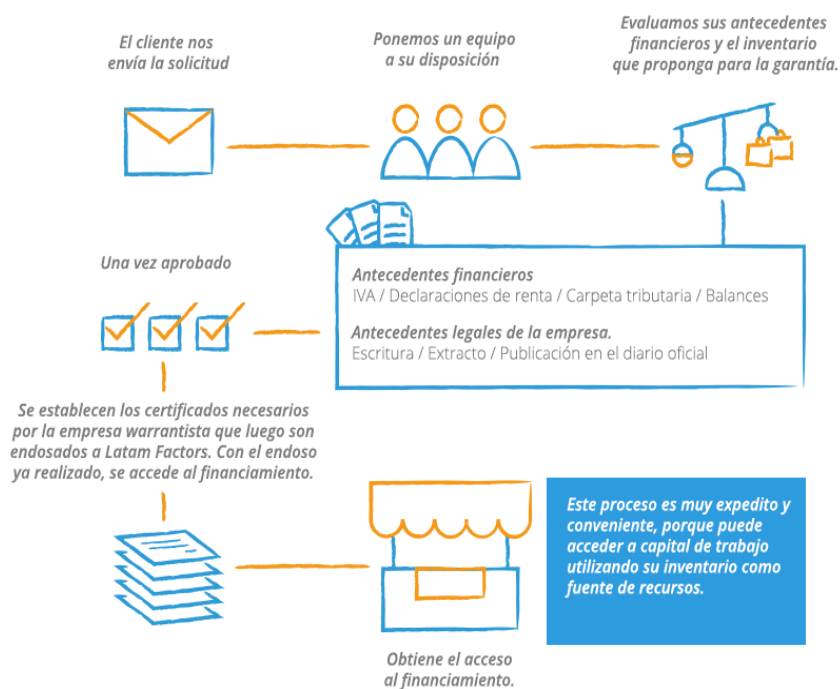 El cliente nos
envía la solicitud
Ponemos un equipo
a su disposición
Evaluamos sus antecedentes
financieros y el inventario
que proponga para la garantía.
Antecedentes financieros
IVA / Declaraciones de renta / Carpeta tributaria / Balances
Antecedentes legales de la empresa.
Escritura / Extracto / Publicación en el diario oficial
Una vez aprobado
Se establecen los certificados necesarios
por la empresa warrantista que luego son
endosados a Latam Factors. Con el endoso
ya realizado, se accede al financiamiento.
Obtiene el acceso
al financiamiento.
Este proceso es muy expedito y
conveniente, porque puede
acceder a capital de trabajo
utilizando su inventario como
fuente de recursos.